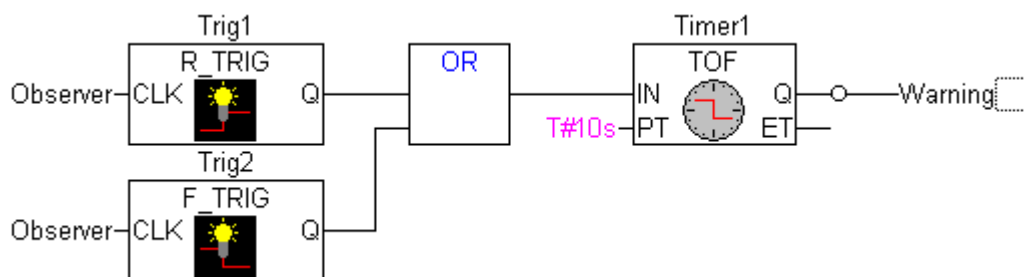 Trig1
R_TRIG
Observer CLK Q
OR
Timer1
TOF
IN Q Warning
T#10s PT ET
Trig2
F_TRIG
Observer CLK Q